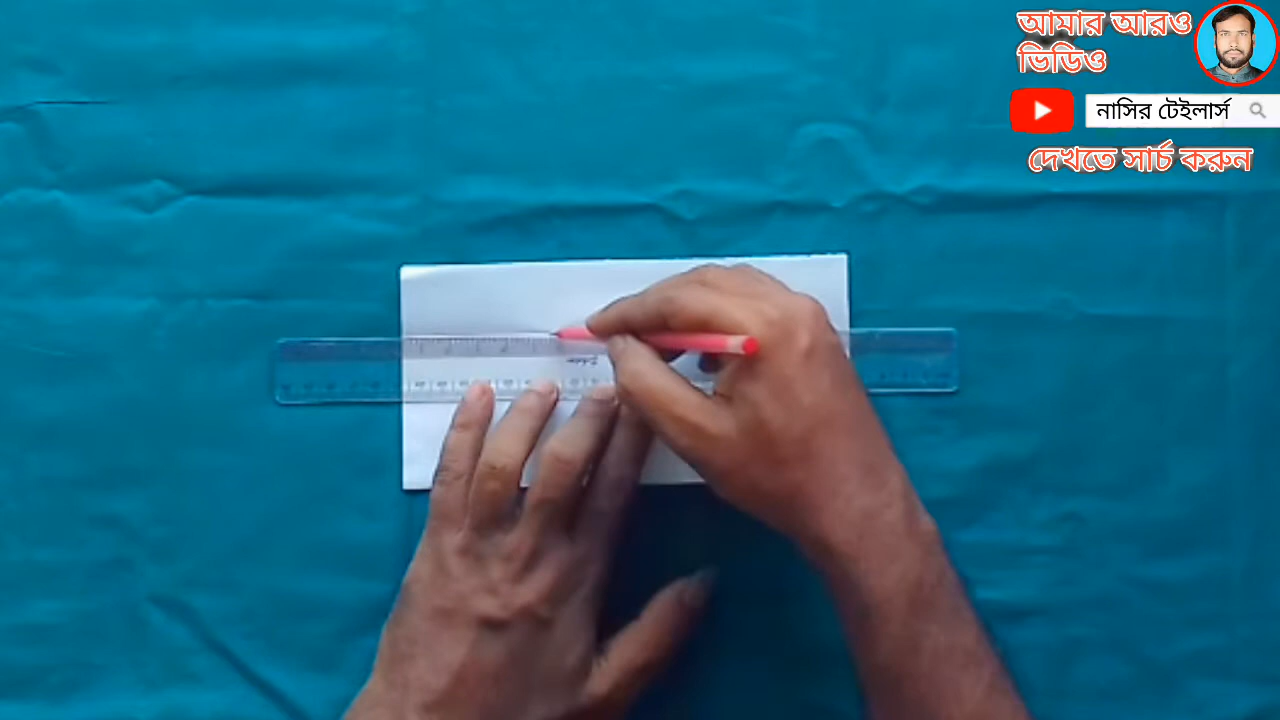 আমার আরও
ভিডিও
নাসির টেইলার্স
দেখতে সার্চ করুন